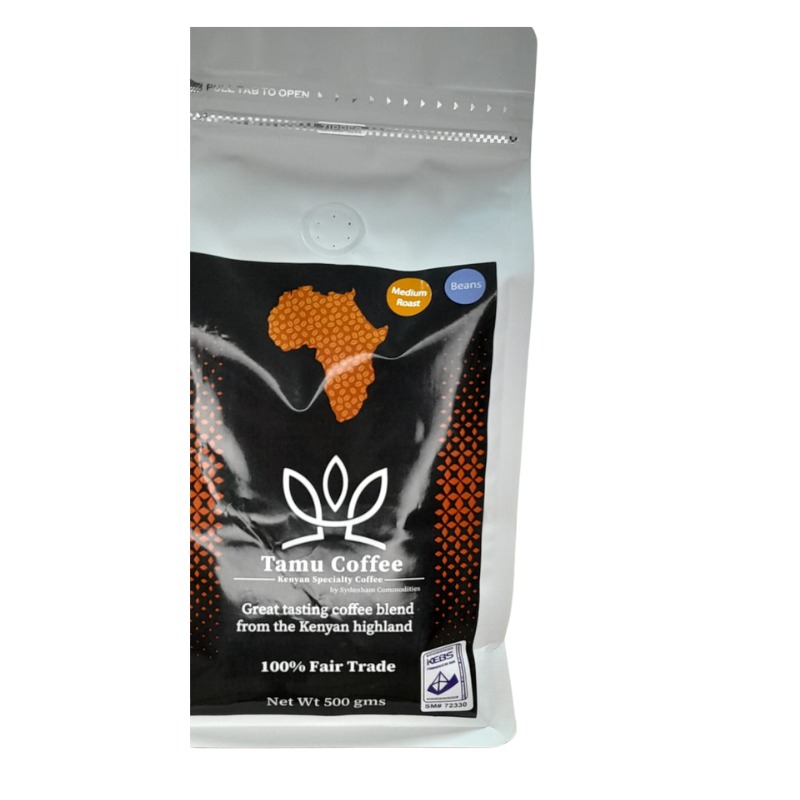 PULL TAB TO OPEN
Medium
Roast
Beans
Tamu Coffee
Kenyan Specialty Coffee
by Sydenham Commodities
Great tasting coffee blend
from the Kenyan highland
100% Fair Trade
Net Wt 500 gms
KEBS
SM# 72330